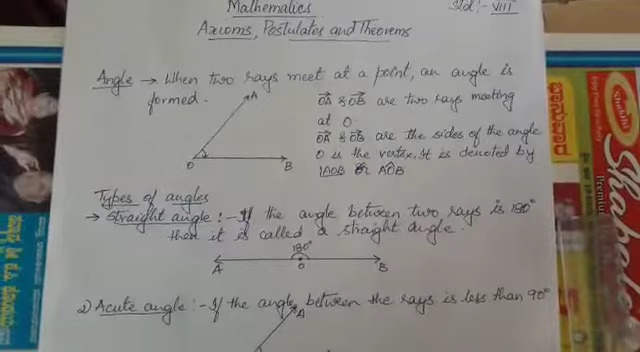 Mathematics
Std :- VIII
Axioms, Postulates and Theorems
Angle → When two rays meet at a point, an angle is
formed.
A
O
B
OA & OB are two rays meeting
at O.
OA & OB are the sides of the angle
O is the vertex, It is denoted by
∠AOB or AÔB
Types of angles
→ Straight angle :- If the angle between two rays is 180°
then it is called a straight angle.
180°
A
O
B
2) Acute angle :- If the angle between the rays is less than 90°
A
Shahale
Premium